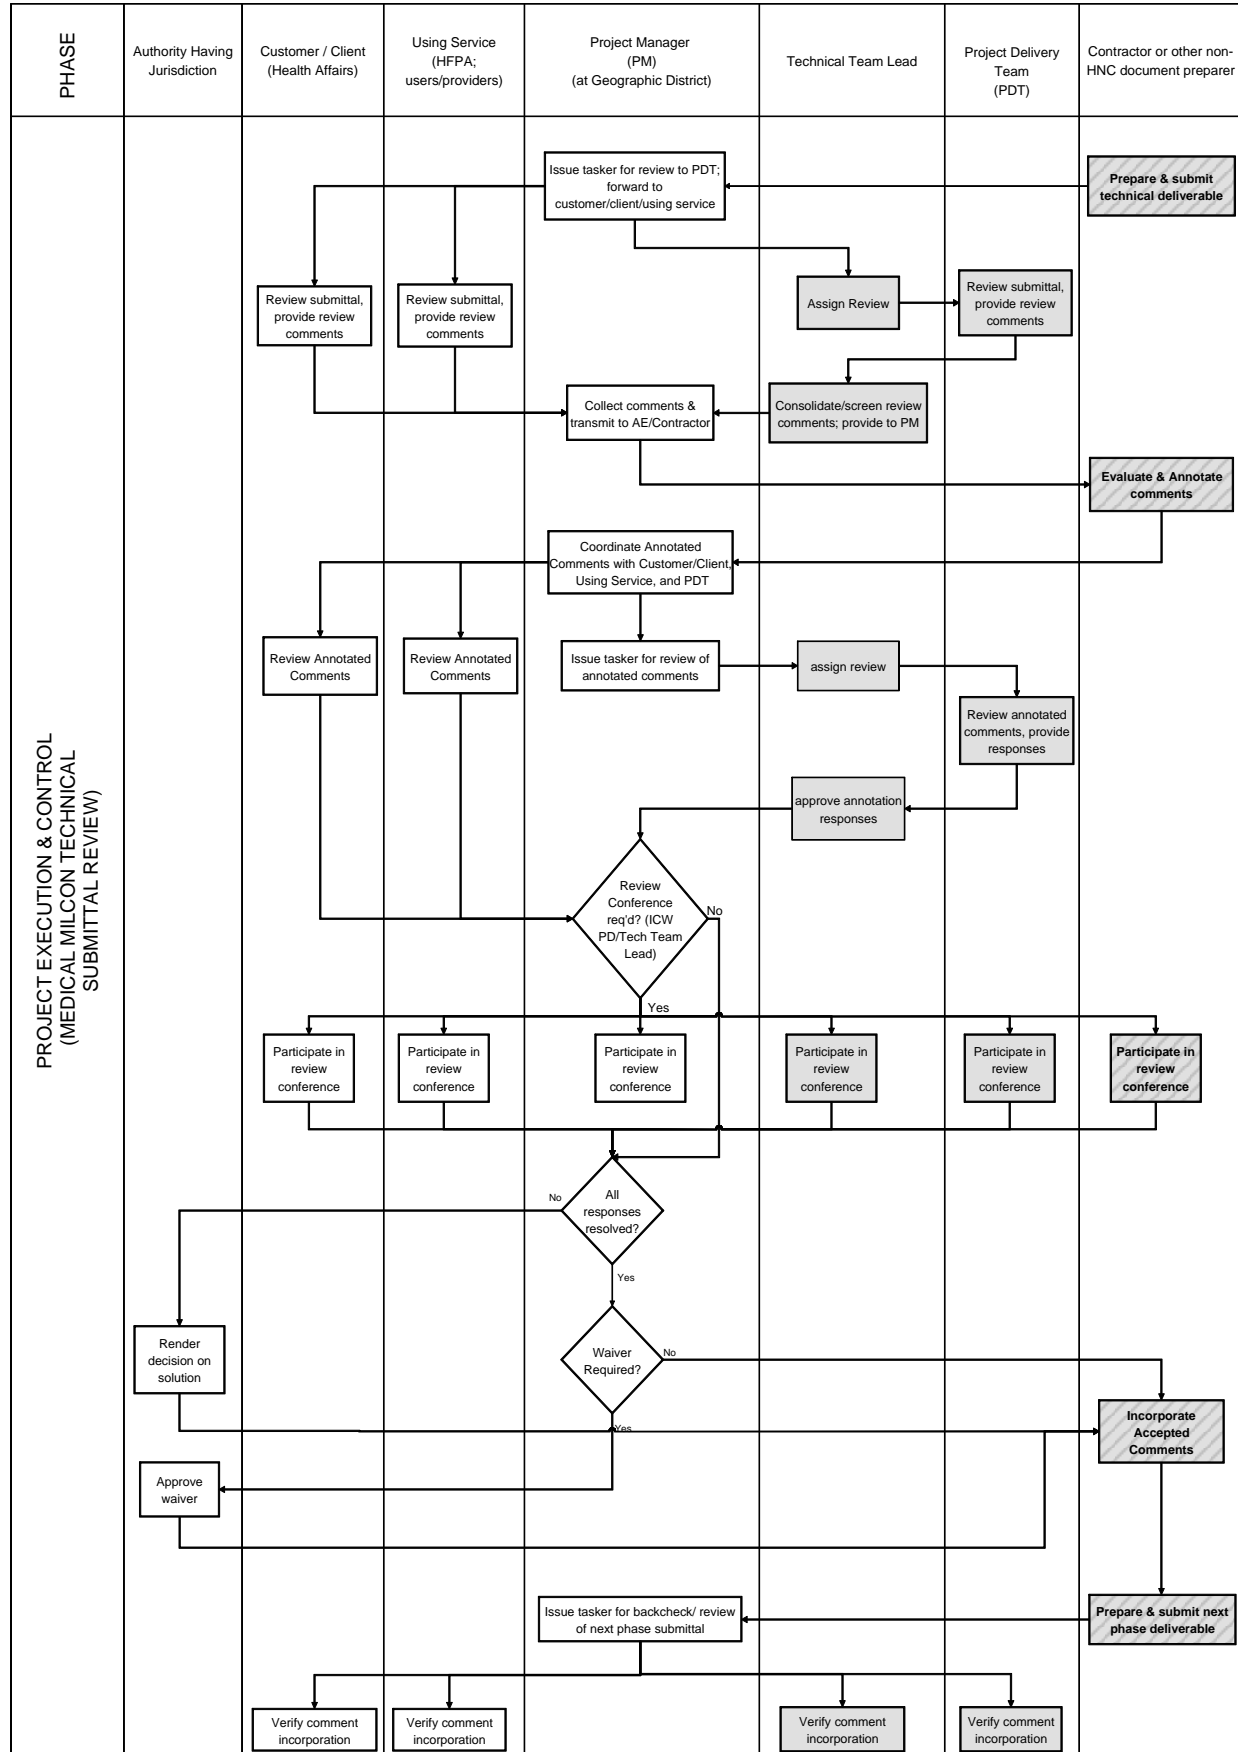 PHASE
Authority Having
Jurisdiction
Customer / Client
(Health Affairs)
Using Service
(HFPA;
users/providers)
Project Manager
(PM)
(at Geographic District)
Technical Team Lead
Project Delivery
Team
(PDT)
Contractor or other non-
HNC document preparer
PROJECT EXECUTION & CONTROL
(MEDICAL MILCON TECHNICAL
SUBMITTAL REVIEW)
Issue tasker for review to PDT;
forward to
customer/client/using service
Prepare & submit
technical deliverable
Review submittal,
provide review
comments
Review submittal,
provide review
comments
Assign Review
Review submittal,
provide review
comments
Collect comments &
transmit to AE/Contractor
Consolidate/screen review
comments; provide to PM
Evaluate & Annotate
comments
Coordinate Annotated
Comments with Customer/Client,
Using Service, and PDT
Review Annotated
Comments
Review Annotated
Comments
Issue tasker for review of
annotated comments
assign review
Review annotated
comments, provide
responses
approve annotation
responses
Review
Conference
req'd? (ICW
PD/Tech Team
Lead)
No
Yes
Participate in
review
conference
Participate in
review
conference
Participate in
review
conference
Participate in
review
conference
Participate in
review
conference
Participate in
review
conference
All
responses
resolved?
No
Yes
Render
decision on
solution
Waiver
Required?
No
Yes
Incorporate
Accepted
Comments
Approve
waiver
Issue tasker for backcheck/ review
of next phase submittal
Prepare & submit next
phase deliverable
Verify comment
incorporation
Verify comment
incorporation
Verify comment
incorporation
Verify comment
incorporation